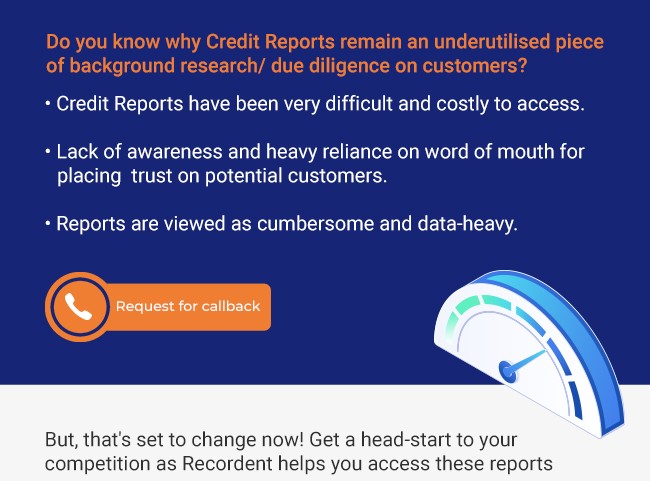 Do you know why Credit Reports remain an underutilised piece
of background research/ due diligence on customers?
• Credit Reports have been very difficult and costly to access.
• Lack of awareness and heavy reliance on word of mouth for
placing  trust on potential customers.
• Reports are viewed as cumbersome and data-heavy.
Request for callback
But, that's set to change now! Get a head-start to your
competition as Recordent helps you access these reports